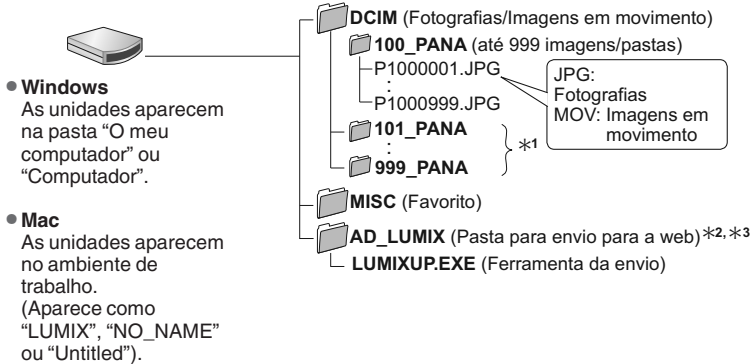 ● Windows
As unidades aparecem
na pasta “O meu
computador” ou
“Computador”.
● Mac
As unidades aparecem
no ambiente de
trabalho.
(Aparece como
“LUMIX”, “NO_NAME”
ou “Untitled”).
DCIM (Fotografias/Imagens em movimento)
100_PANA (até 999 imagens/pastas)
P1000001.JPG
:
P1000999.JPG
JPG:
Fotografias
MOV: Imagens em
movimento
101_PANA
:
999_PANA
*1
MISC (Favorito)
AD_LUMIX (Pasta para envio para a web)*2, *3
LUMIXUP.EXE (Ferramenta da envio)